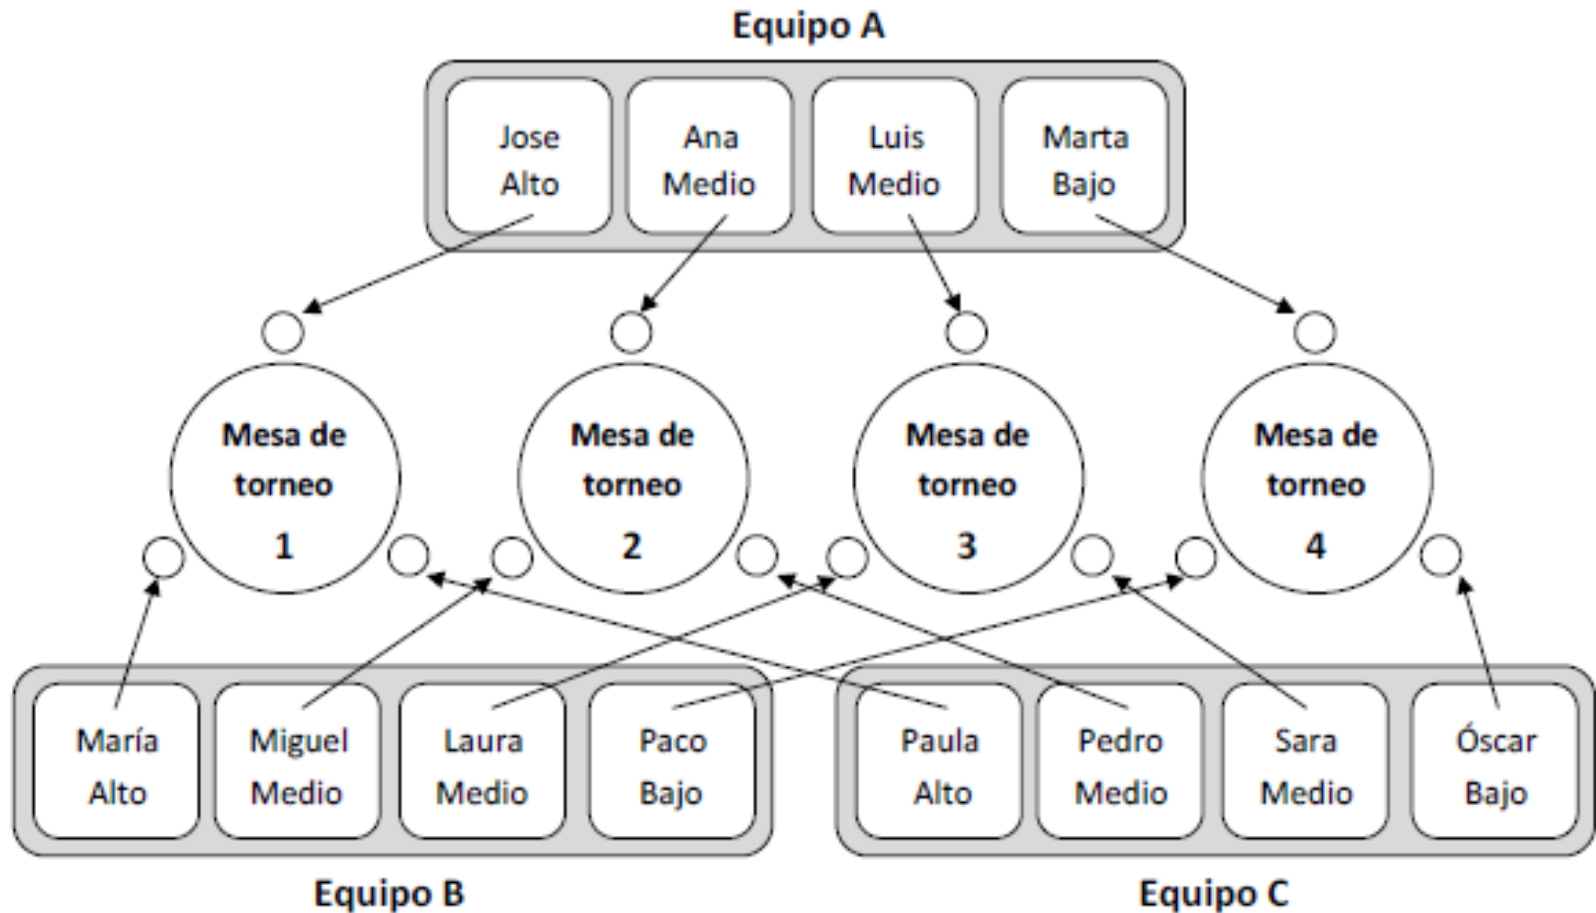 Equipo A
Jose
Alto
Ana
Medio
Luis
Medio
Marta
Bajo
Mesa de
torneo
1
Mesa de
torneo
2
Mesa de
torneo
3
Mesa de
torneo
4
María
Alto
Miguel
Medio
Laura
Medio
Paco
Bajo
Paula
Alto
Pedro
Medio
Sara
Medio
Óscar
Bajo
Equipo B
Equipo C